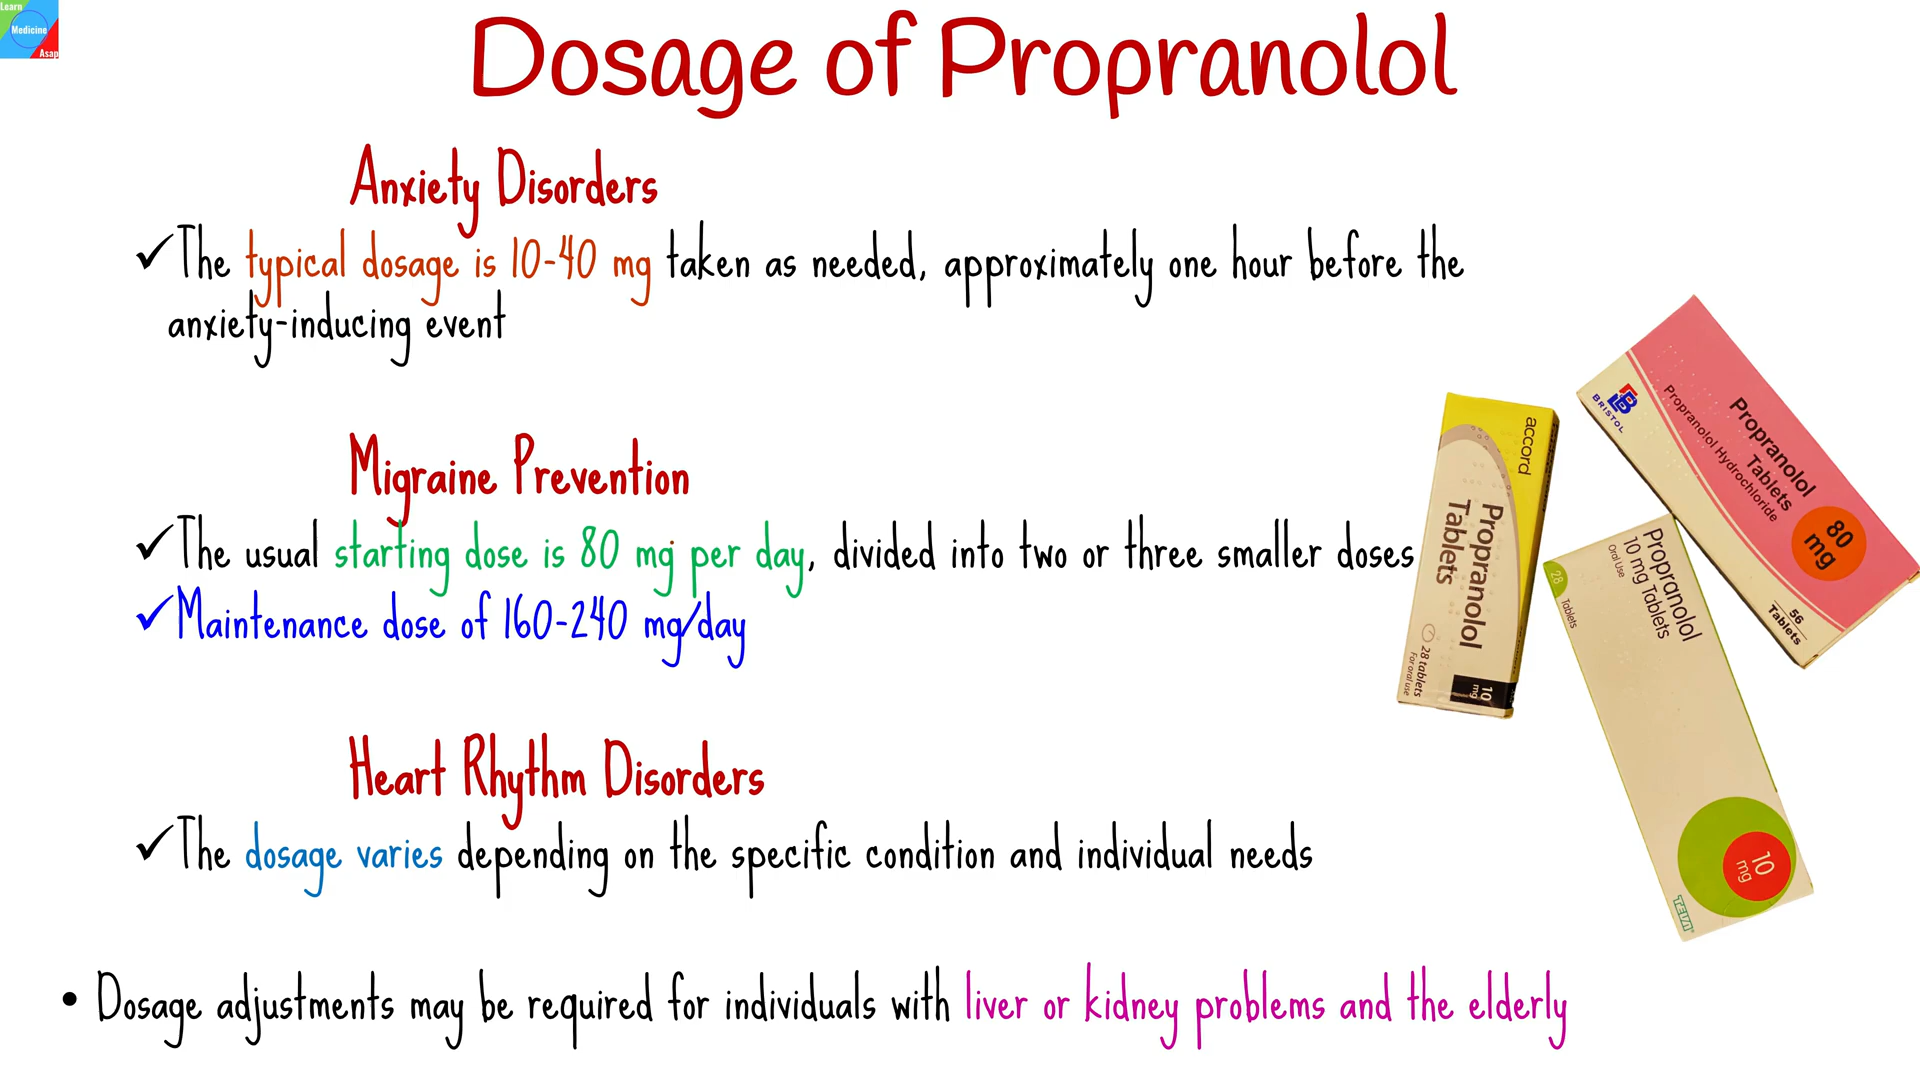 Learn
Medicine
Asap
Dosage of Propranolol
Anxiety Disorders
✓The typical dosage is 10-40 mg taken as needed, approximately one hour before the
anxiety-inducing event
Migraine Prevention
✓The usual starting dose is 80 mg per day, divided into two or three smaller doses
✓Maintenance dose of 160-240 mg/day
Heart Rhythm Disorders
✓The dosage varies depending on the specific condition and individual needs
• Dosage adjustments may be required for individuals with liver or kidney problems and the elderly
accord
Propranolol
Tablets
28 tablets
For oral use
10
mg
BRISTOL
Propranolol
Tablets
Propranolol Hydrochloride
80
mg
56
Tablets
Propranolol
10 mg Tablets
Oral Use
28
Tablets
10
mg
TEVA